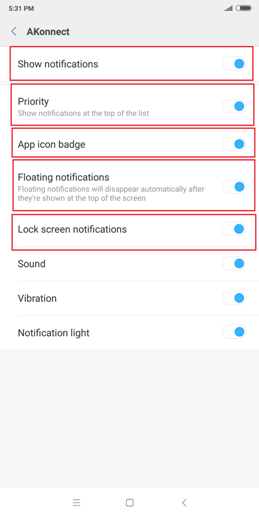 5:31 PM
AKonnect
Show notifications
Priority
Show notifications at the top of the list
App icon badge
Floating notifications
Floating notifications will disappear automatically after
they're shown at the top of the screen
Lock screen notifications
Sound
Vibration
Notification light